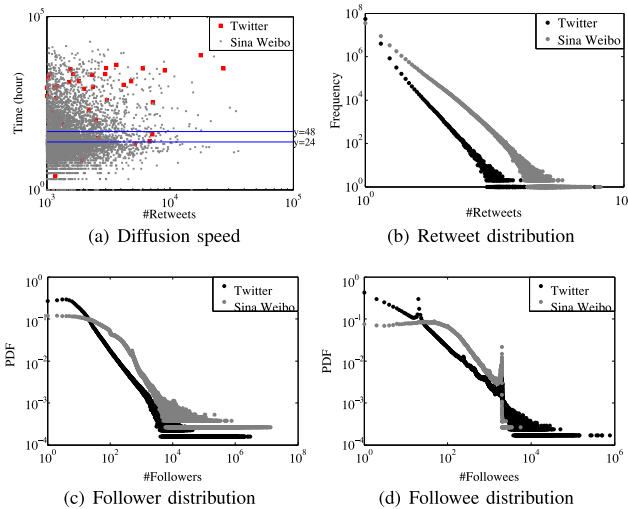 10^5
Twitter
Sina Weibo
Time (hour)
y=48
y=24
10^0
10^3
10^4
10^5
#Retweets
(a) Diffusion speed
10^8
Twitter
Sina Weibo
10^6
Frequency
10^4
10^2
10^0
10^0
10
#Retweets
(b) Retweet distribution
10^0
Twitter
Sina Weibo
10^-1
PDF
10^-2
10^-3
10^-4
10^0
10^2
10^4
10^6
10^8
#Followers
(c) Follower distribution
10^0
Twitter
Sina Weibo
10^-1
PDF
10^-2
10^-3
10^-4
10^0
10^2
10^4
10^6
#Followees
(d) Followee distribution